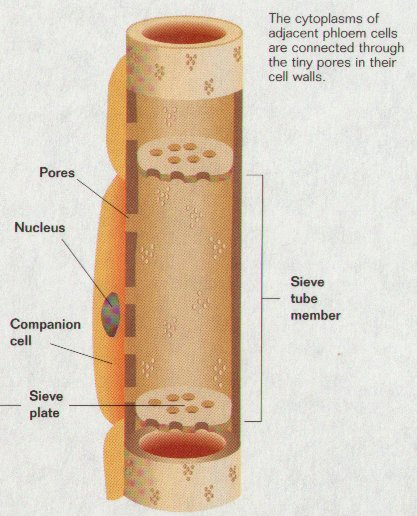 The cytoplasms of
adjacent phloem cells
are connected through
the tiny pores in their
cell walls.
Pores
Nucleus
Sieve
tube
member
Companion
cell
Sieve
plate